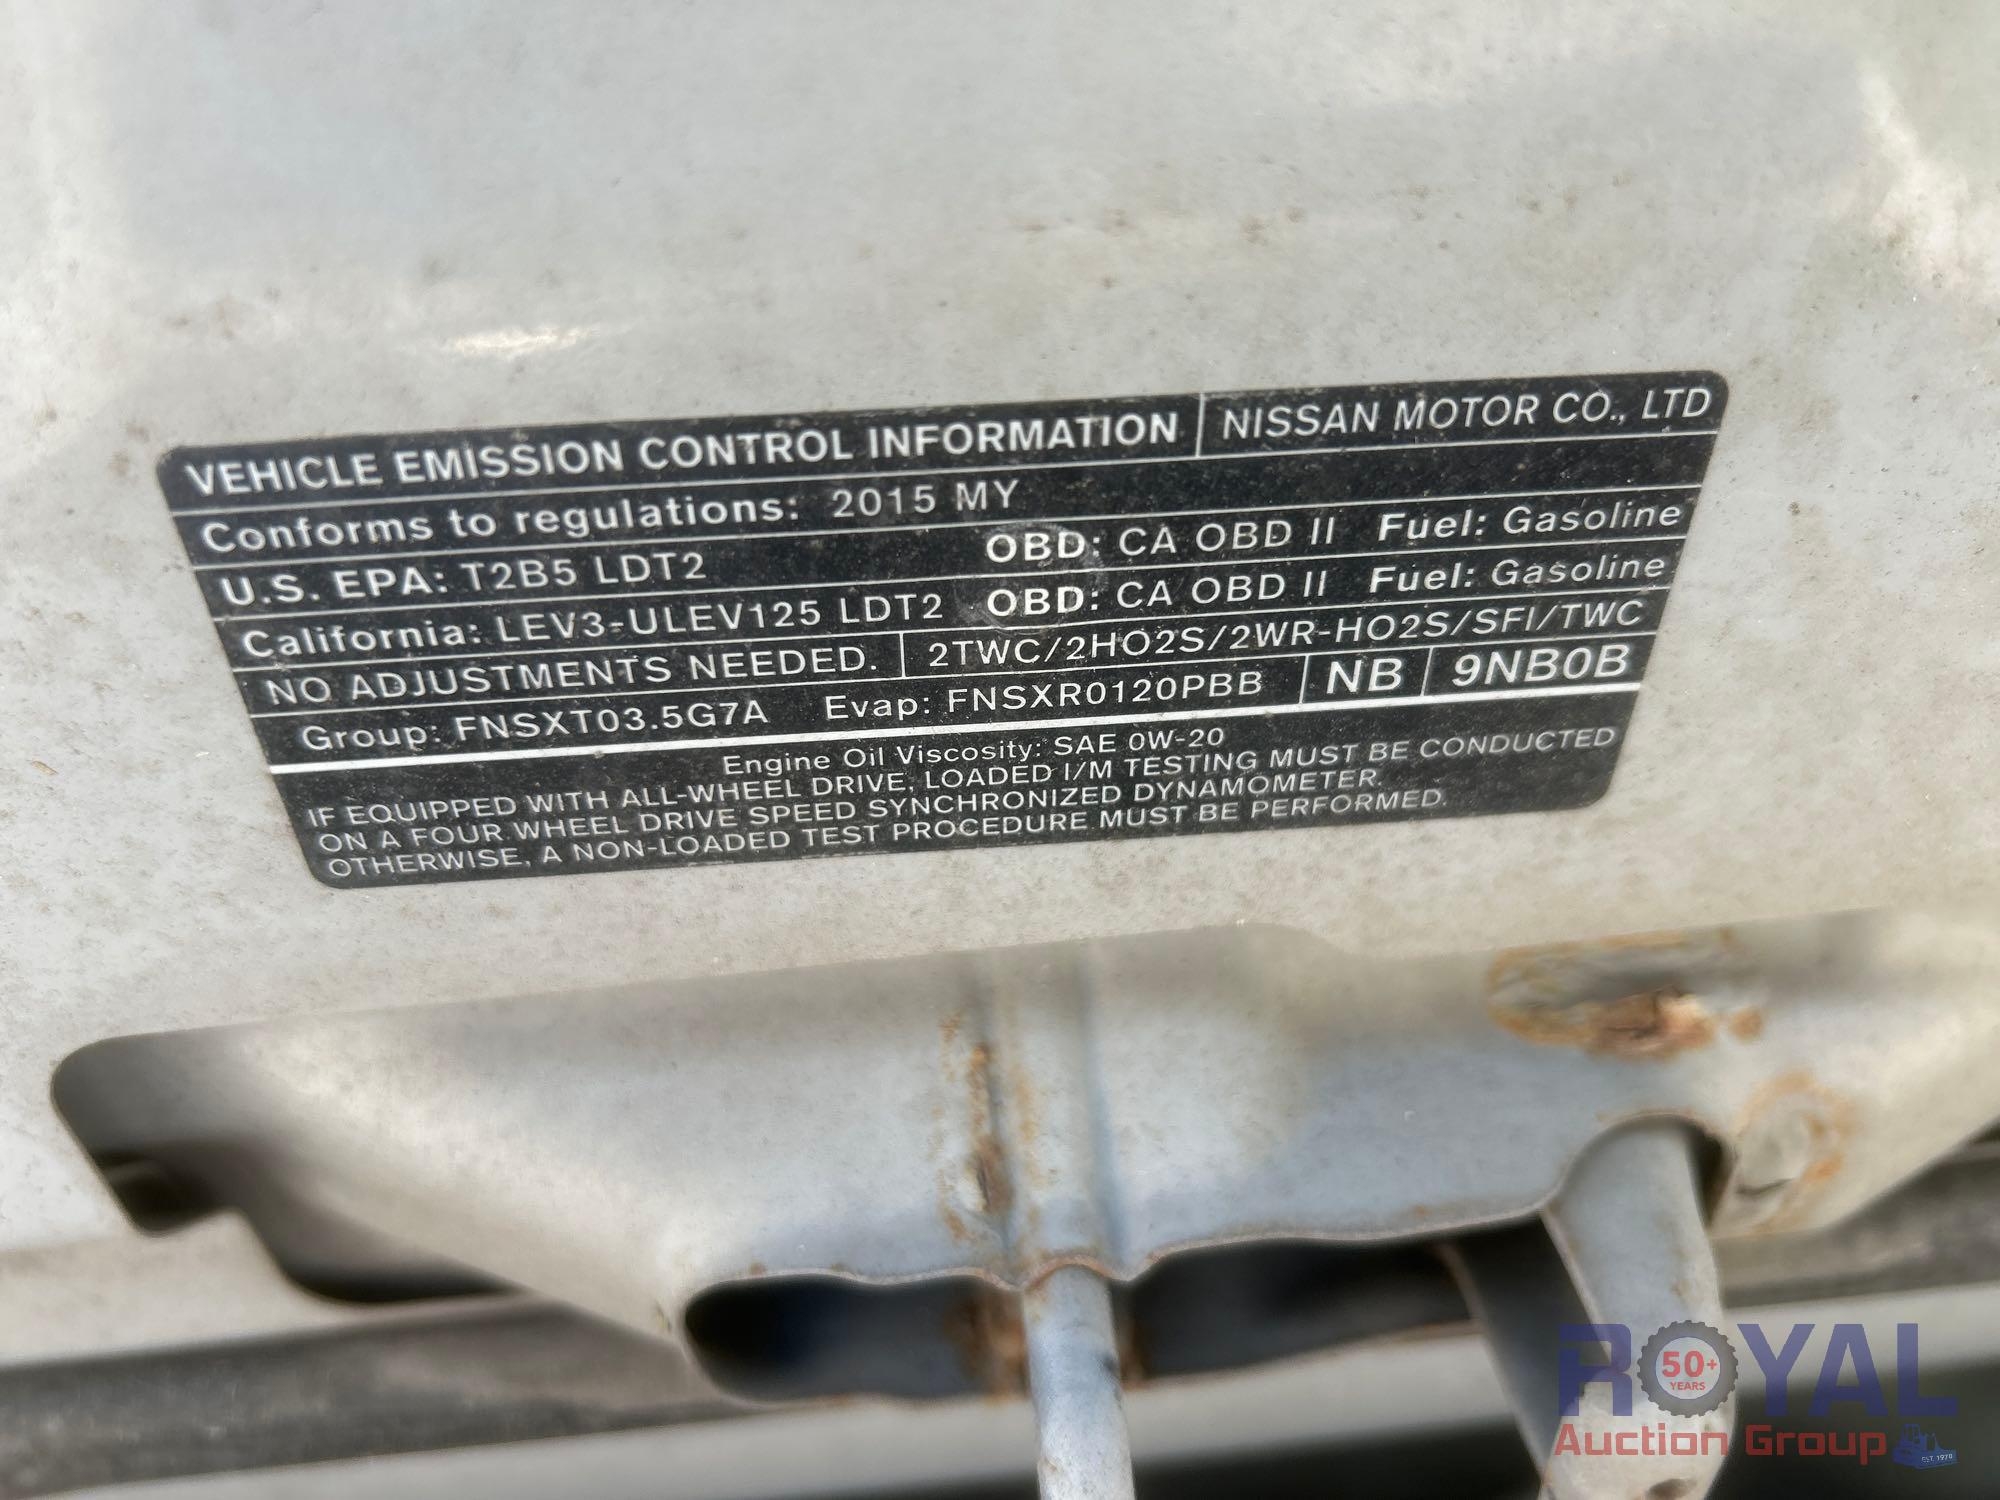 VEHICLE EMISSION CONTROL INFORMATION NISSAN MOTOR CO., LTD
Conforms to regulations: 2015 MY
U.S. EPA: T2B5 LDT2 OBD: CA OBD II Fuel: Gasoline
California: LEV3-ULEV125 LDT2 OBD: CA OBD II Fuel: Gasoline
NO ADJUSTMENTS NEEDED. 2TWC/2HO2S/2WR-HO2S/SFI/TWC
Group: FNSXT03.5G7A Evap: FNSXR0120PBB NB 9NB0B
Engine Oil Viscosity: SAE 0W-20
IF EQUIPPED WITH ALL-WHEEL DRIVE, LOADED I/M TESTING MUST BE CONDUCTED
ON A FOUR WHEEL DRIVE SPEED SYNCHRONIZED DYNAMOMETER.
OTHERWISE, A NON-LOADED TEST PROCEDURE MUST BE PERFORMED.
ROYAL
50+
YEARS
Auction Group
EST. 1970